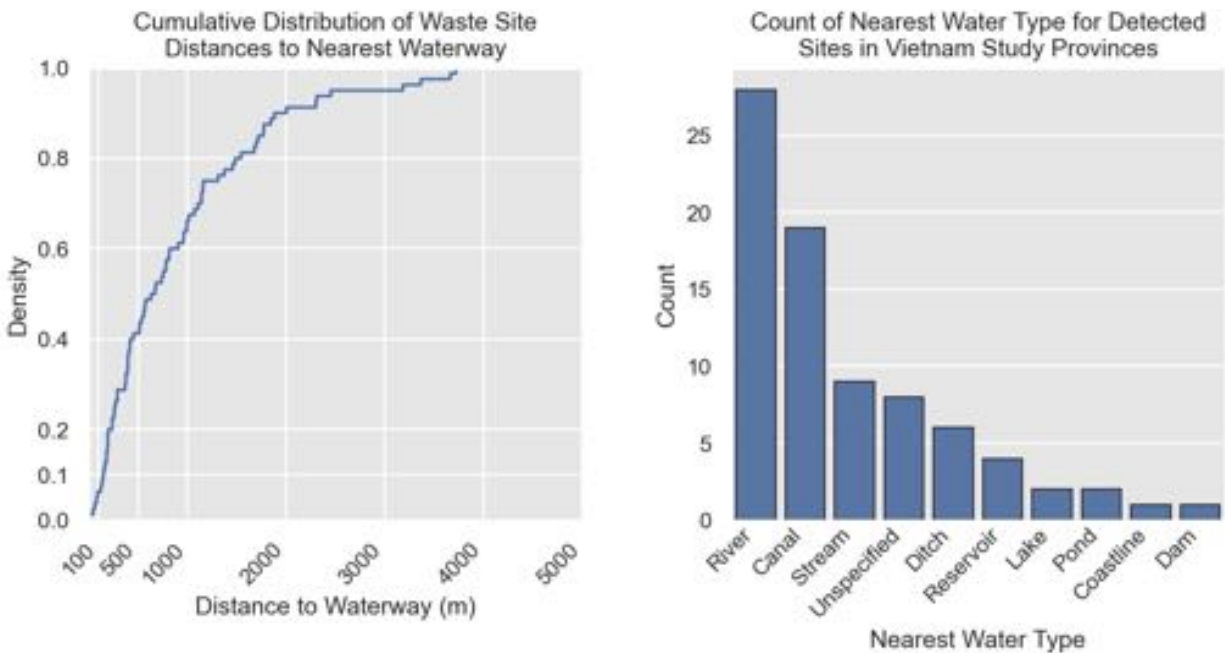 Cumulative Distribution of Waste Site
Distances to Nearest Waterway
1.0
0.8
0.6
0.4
0.2
0.1
0.0
Density
100
500
1000
2000
3000
4000
5000
Distance to Waterway (m)
Count of Nearest Water Type for Detected
Sites in Vietnam Study Provinces
25
20
15
10
5
0
Count
River
Canal
Stream
Unspecified
Ditch
Reservoir
Lake
Pond
Coastline
Dam
Nearest Water Type